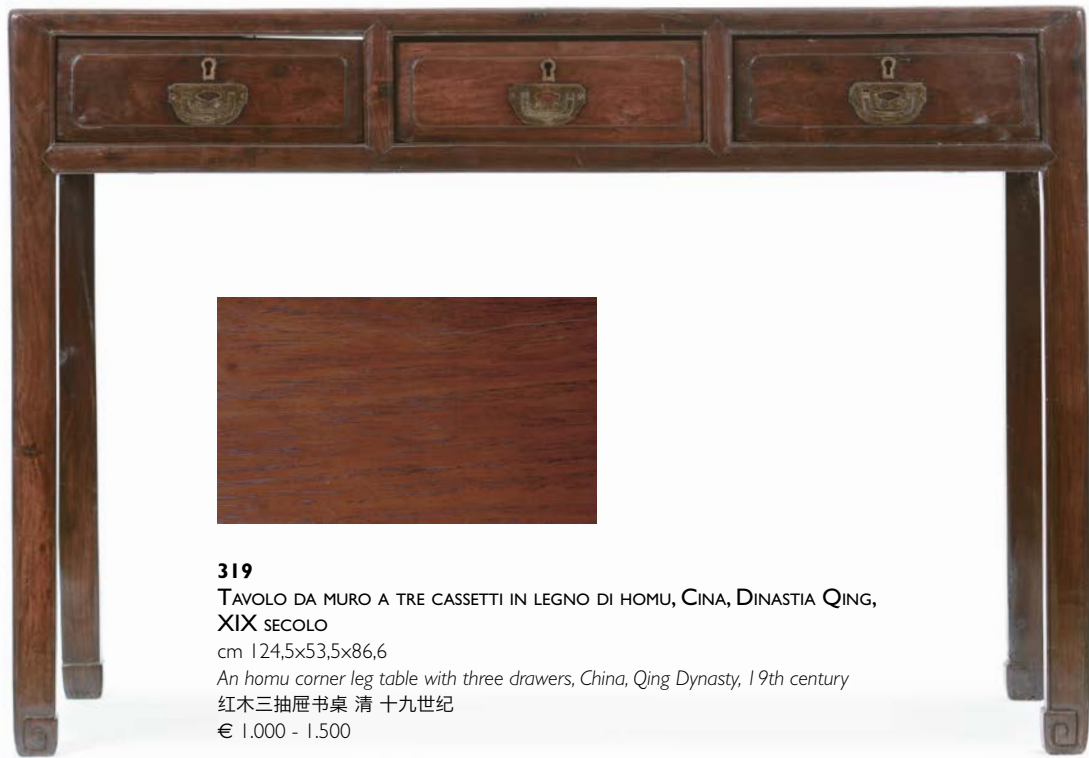 319
Tavolo da muro a tre cassetti in legno di homu, Cina, Dinastia Qing,
XIX secolo
cm 124,5x53,5x86,6
An homu corner leg table with three drawers, China, Qing Dynasty, 19th century
红木三抽屉书桌 清 十九世纪
€ 1.000 - 1.500